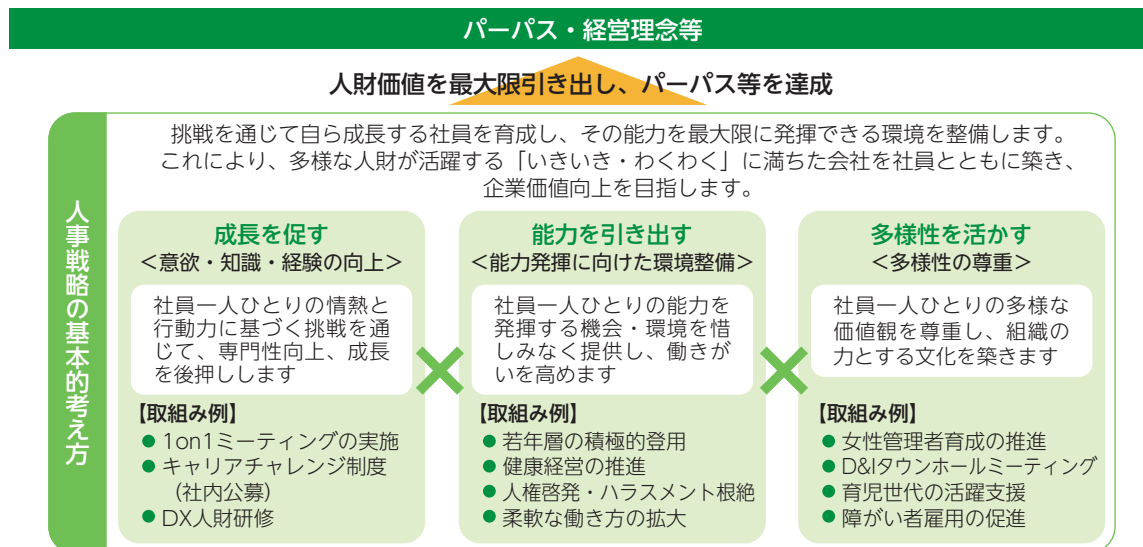 パーパス・経営理念等
人財価値を最大限引き出し、パーパス等を達成
人事戦略の基本的考え方
挑戦を通じて自ら成長する社員を育成し、その能力を最大限に発揮できる環境を整備します。
これにより、多様な人財が活躍する「いきいき・わくわく」に満ちた会社を社員とともに築き、
企業価値向上を目指します。
成長を促す
＜意欲・知識・経験の向上＞
社員一人ひとりの情熱と
行動力に基づく挑戦を通
じて、専門性向上、成長
を後押しします
【取組み例】
● 1on1ミーティングの実施
● キャリアチャレンジ制度
（社内公募）
● DX人財研修
×
能力を引き出す
＜能力発揮に向けた環境整備＞
社員一人ひとりの能力を
発揮する機会・環境を惜
しみなく提供し、働きが
いを高めます
【取組み例】
● 若年層の積極的登用
● 健康経営の推進
● 人権啓発・ハラスメント根絶
● 柔軟な働き方の拡大
×
多様性を活かす
＜多様性の尊重＞
社員一人ひとりの多様な
価値観を尊重し、組織の
力とする文化を築きます
【取組み例】
● 女性管理者育成の推進
● D&Iタウンホールミーティング
● 育児世代の活躍支援
● 障がい者雇用の促進